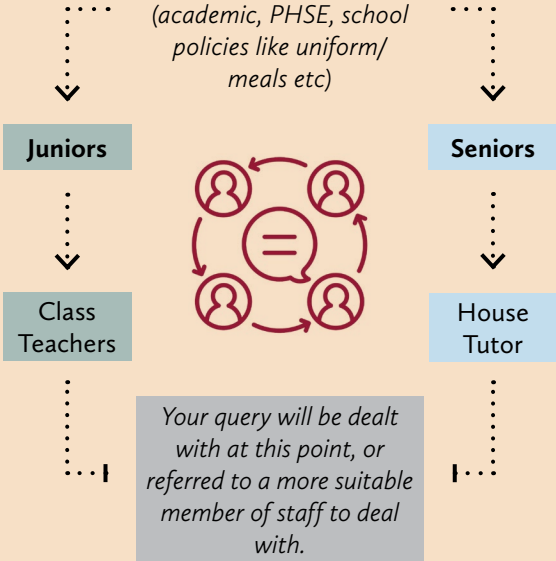 (academic, PHSE, school
policies like uniform/
meals etc)
Juniors
Seniors
Class
Teachers
House
Tutor
Your query will be dealt
with at this point, or
referred to a more suitable
member of staff to deal
with.